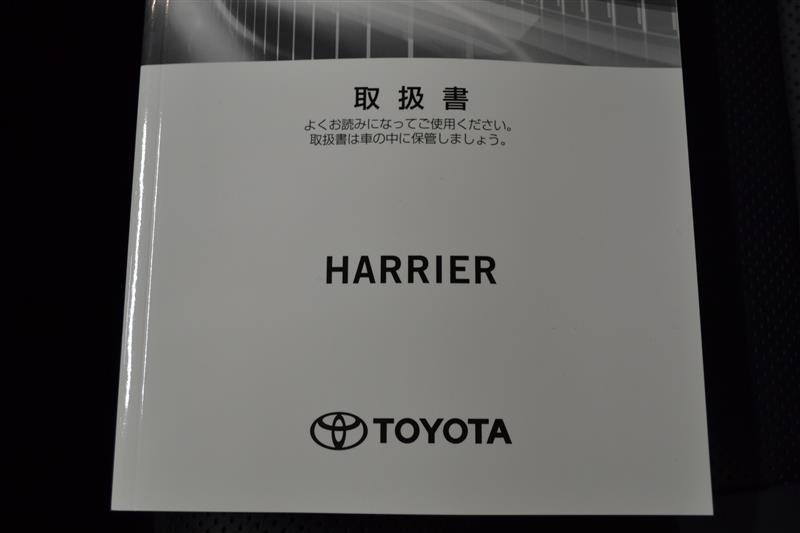 取扱書
よくお読みになってご使用ください。
取扱書は車の中に保管しましょう。
HARRIER
TOYOTA